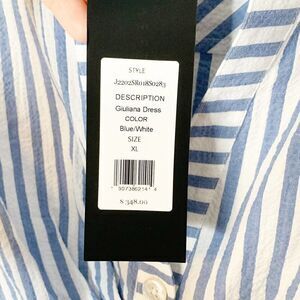 STYLE
J2202SR018S0283
DESCRIPTION
Giuliana Dress
COLOR
Blue/White
SIZE
XL
$ 348.00